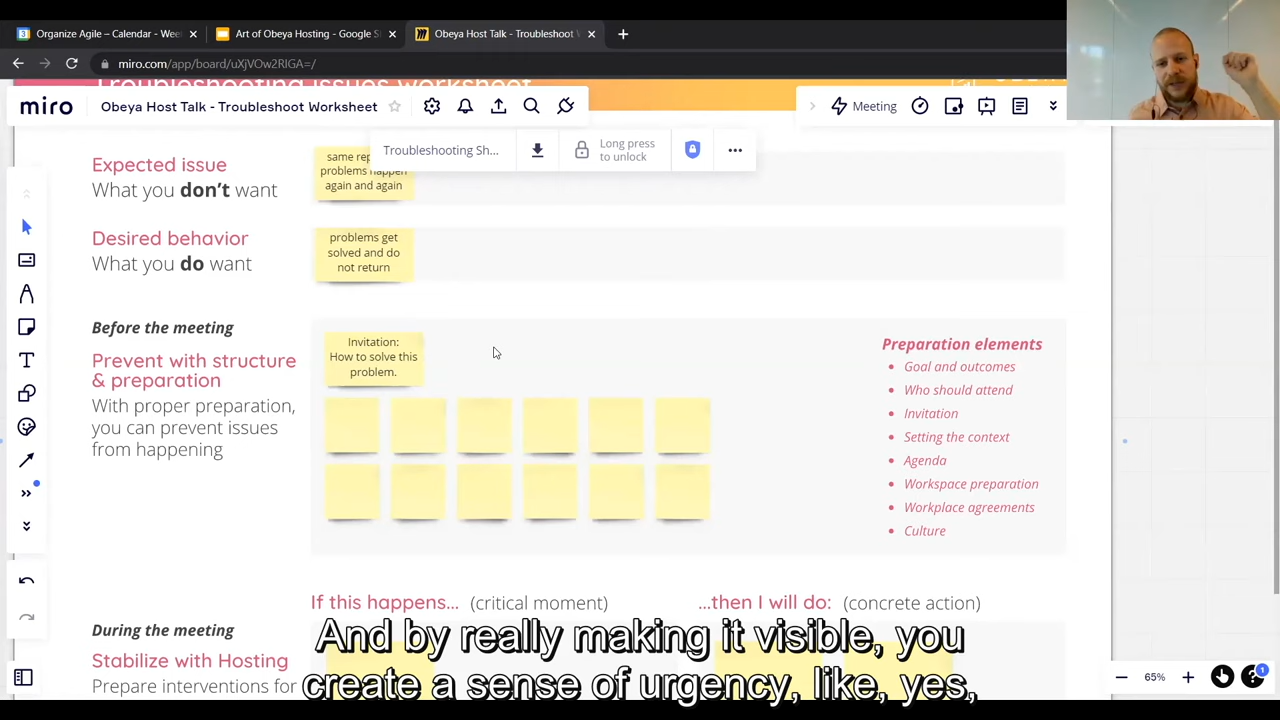 Organize Agile – Calendar - Wee
Art of Obeya Hosting - Google S
Obeya Host Talk - Troubleshoot
miro.com/app/board/uXjVOw2RlGA=/
Troubleshooting Issues worksheet
miro
Obeya Host Talk - Troubleshoot Worksheet
Meeting
Troubleshooting Sh...
Long press
to unlock
Expected issue
What you don't want
same rep
problems happen
again and again
Desired behavior
What you do want
problems get
solved and do
not return
Before the meeting
Prevent with structure
& preparation
With proper preparation,
you can prevent issues
from happening
Invitation:
How to solve this
problem.
Preparation elements
• Goal and outcomes
• Who should attend
• Invitation
• Setting the context
• Agenda
• Workspace preparation
• Workplace agreements
• Culture
If this happens... (critical moment)
...then I will do: (concrete action)
During the meeting
Stabilize with Hosting
Prepare interventions for
And by really making it visible, you
create a sense of urgency, like, yes,
65%
1